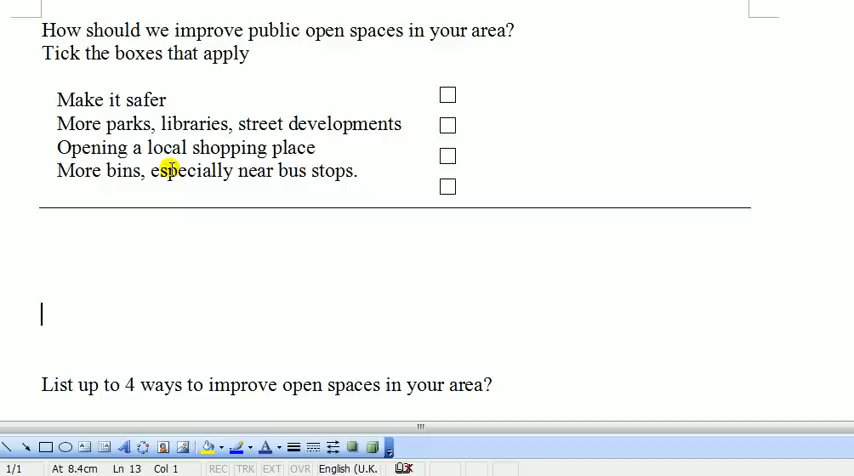 How should we improve public open spaces in your area?
Tick the boxes that apply
Make it safer
More parks, libraries, street developments
Opening a local shopping place
More bins, especially near bus stops.
List up to 4 ways to improve open spaces in your area?
1/1 At 8.4cm Ln 13 Col 1 REC TRK EXT OVR English (U.K.